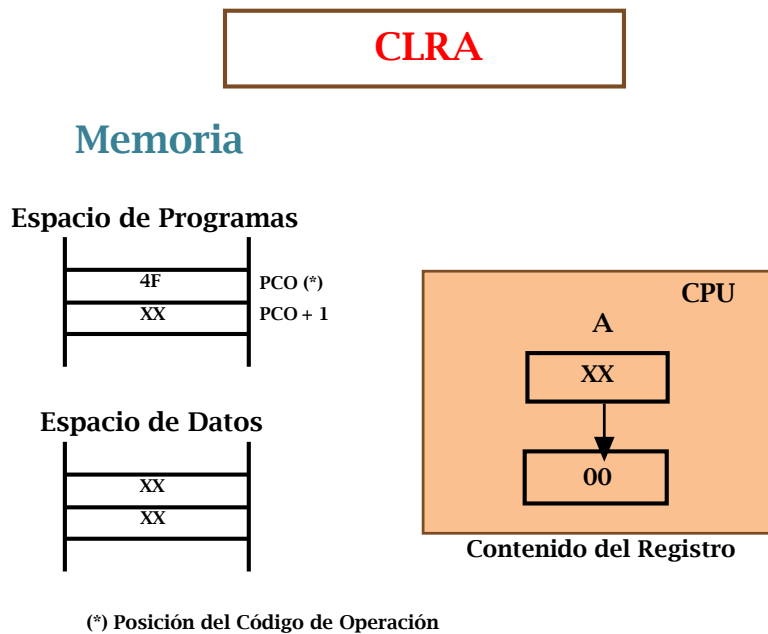 CLRA
Memoria
Espacio de Programas
4F PCO (*)
XX PCO + 1
Espacio de Datos
XX
XX
CPU
A
XX
00
Contenido del Registro
(*) Posición del Código de Operación